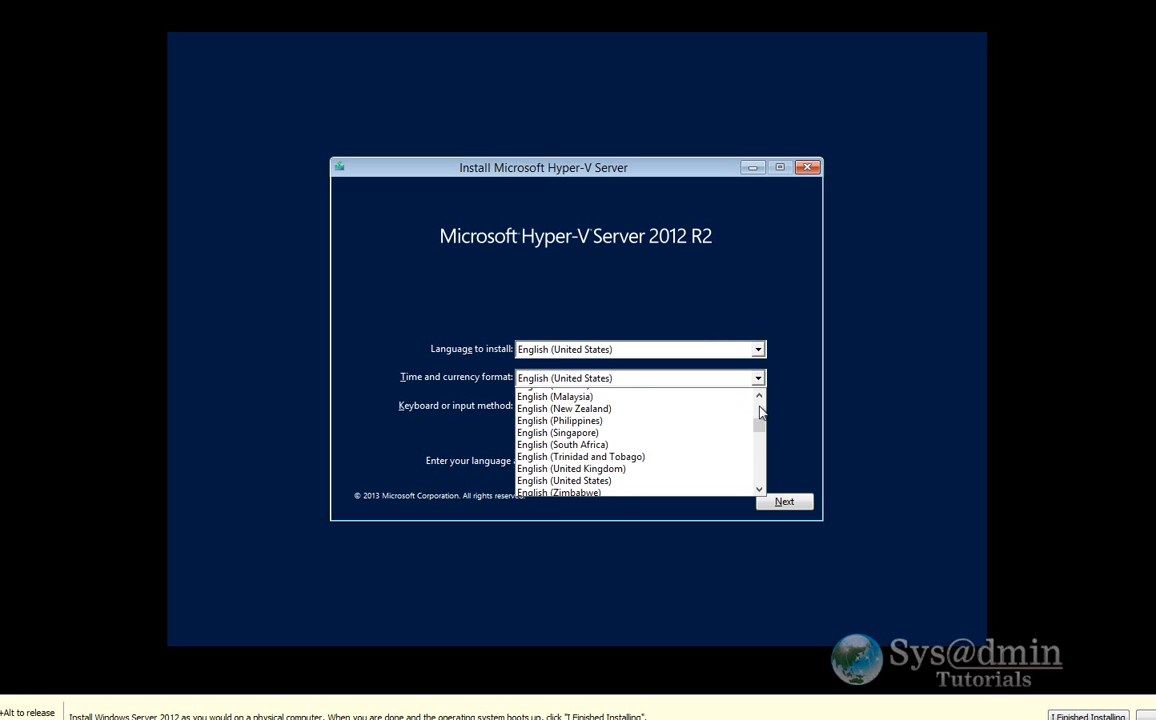 Install Microsoft Hyper-V Server
Microsoft Hyper-V Server 2012 R2
Language to install: English (United States)
Time and currency format: English (United States)
English (Malaysia)
Keyboard or input method:
English (New Zealand)
English (Philippines)
English (Singapore)
English (South Africa)
Enter your language
English (Trinidad and Tobago)
English (United Kingdom)
English (United States)
English (Zimbabwe)
© 2013 Microsoft Corporation. All rights reserve
Next
Sys@dmin
Tutorials
+Alt to release
Install Windows Server 2012 as you would on a physical computer. When you are done and the operating system boots up, click "I Finished Installing".
I Finished Installing